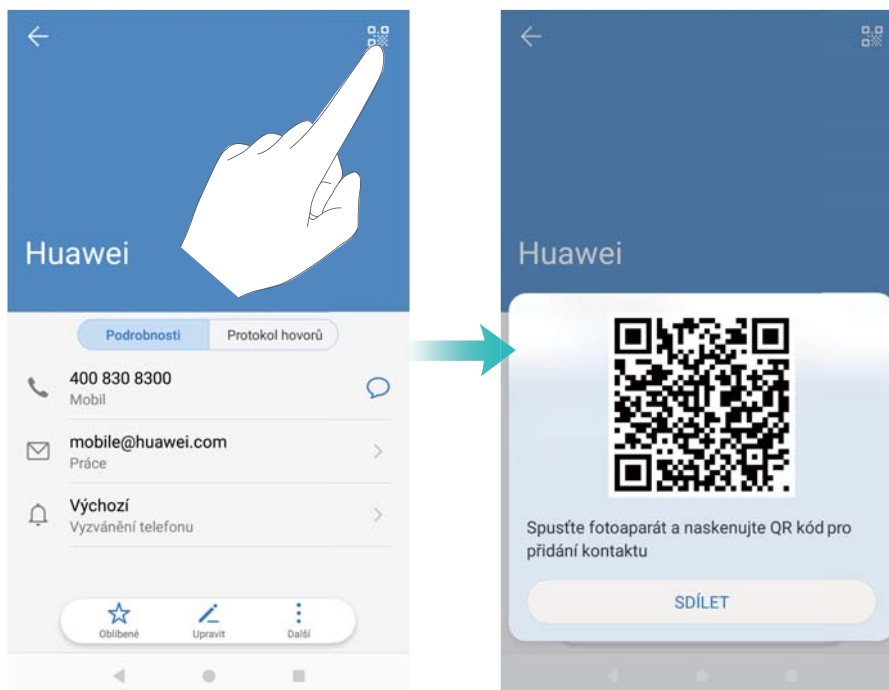 Huawei
Podrobnosti
Protokol hovorů
400 830 8300
Mobil
mobile@huawei.com
Práce
Výchozí
Vyzvánění telefonu
Oblíbené
Upravit
Další
Huawei
Spusťte fotoaparát a naskenujte QR kód pro
přidání kontaktu
SDÍLET